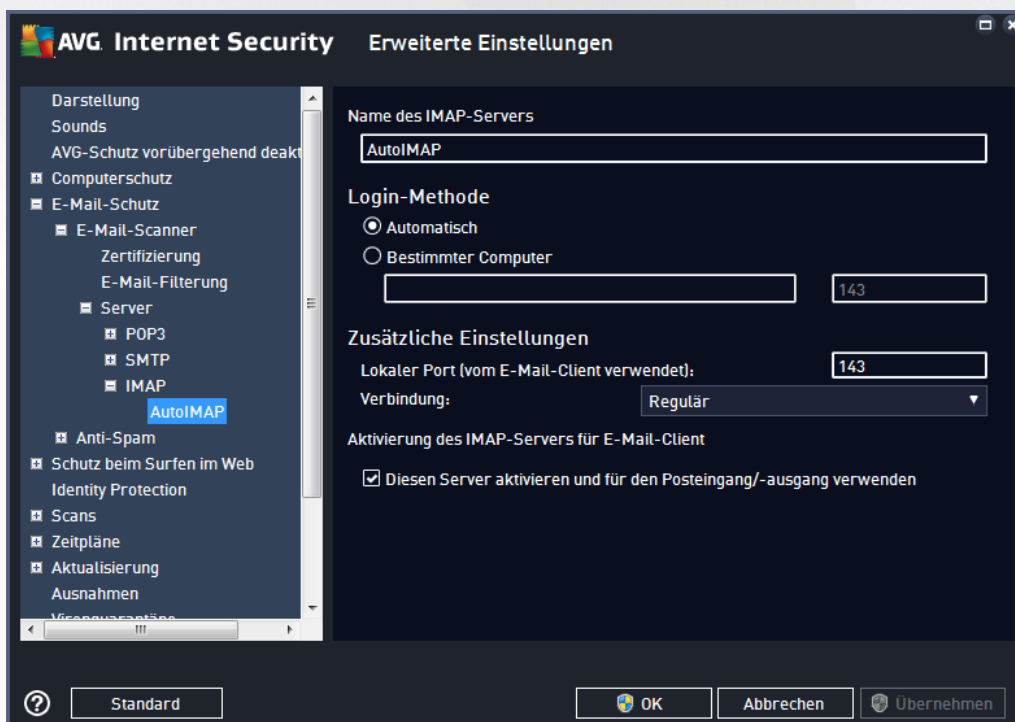 AVG. Internet Security Erweiterte Einstellungen
Darstellung
Sounds
AVG-Schutz vorübergehend deakt
Computerschutz
E-Mail-Schutz
E-Mail-Scanner
Zertifizierung
E-Mail-Filterung
Server
POP3
SMTP
IMAP
AutoIMAP
Anti-Spam
Schutz beim Surfen im Web
Identity Protection
Scans
Zeitpläne
Aktualisierung
Ausnahmen
Virenquarantäne
Name des IMAP-Servers
AutoIMAP
Login-Methode
Automatisch
Bestimmter Computer
143
Zusätzliche Einstellungen
Lokaler Port (vom E-Mail-Client verwendet): 143
Verbindung: Regulär
Aktivierung des IMAP-Servers für E-Mail-Client
Diesen Server aktivieren und für den Posteingang/-ausgang verwenden
Standard OK Abbrechen Übernehmen